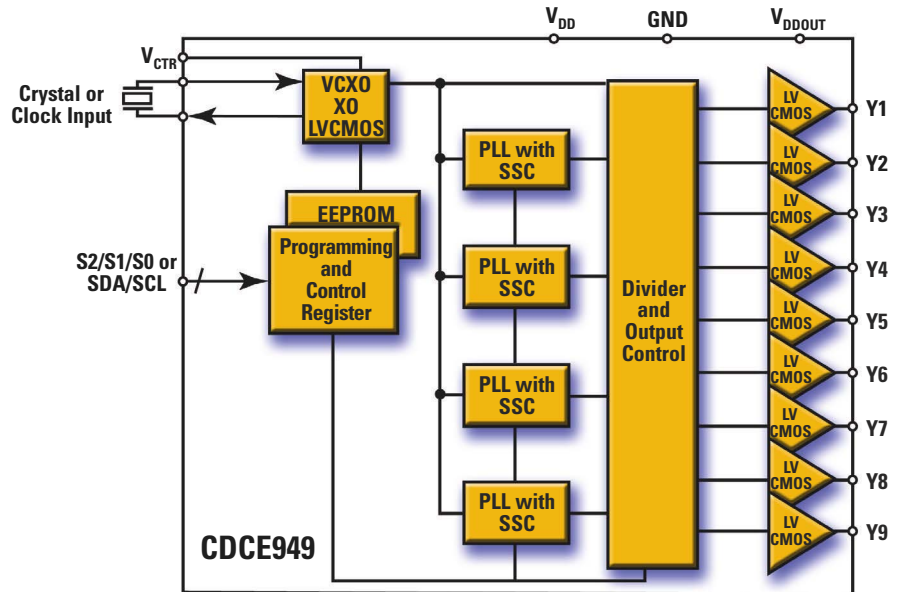 V_DD
GND
V_DDOUT
V_CTR
Crystal or
Clock Input
VCXO
XO
LVCMOS
EEPROM
Programming
and
Control
Register
S2/S1/S0 or
SDA/SCL
PLL with
SSC
PLL with
SSC
PLL with
SSC
PLL with
SSC
Divider
and
Output
Control
LV
CMOS
Y1
LV
CMOS
Y2
LV
CMOS
Y3
LV
CMOS
Y4
LV
CMOS
Y5
LV
CMOS
Y6
LV
CMOS
Y7
LV
CMOS
Y8
LV
CMOS
Y9
CDCE949